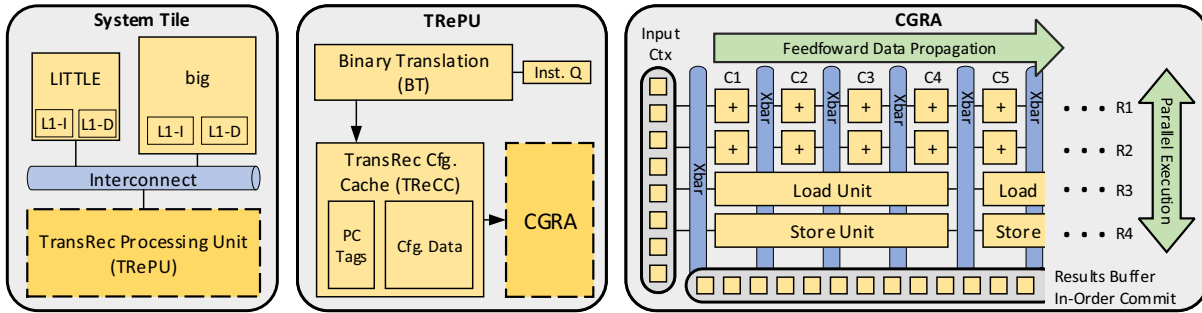 System Tile
LITTLE
L1-I
L1-D
big
L1-I
L1-D
Interconnect
TransRec Processing Unit
(TRePU)
TRePU
Binary Translation
(BT)
Inst. Q
TransRec Cfg.
Cache (TReCC)
PC
Tags
Cfg. Data
CGRA
CGRA
Input
Ctx
Feedfoward Data Propagation
C1
C2
C3
C4
C5
Xbar
Xbar
Xbar
Xbar
Xbar
Xbar
+
+
+
+
+
R1
+
+
+
+
+
R2
Load Unit
Load
R3
Store Unit
Store
R4
Parallel Execution
Results Buffer
In-Order Commit